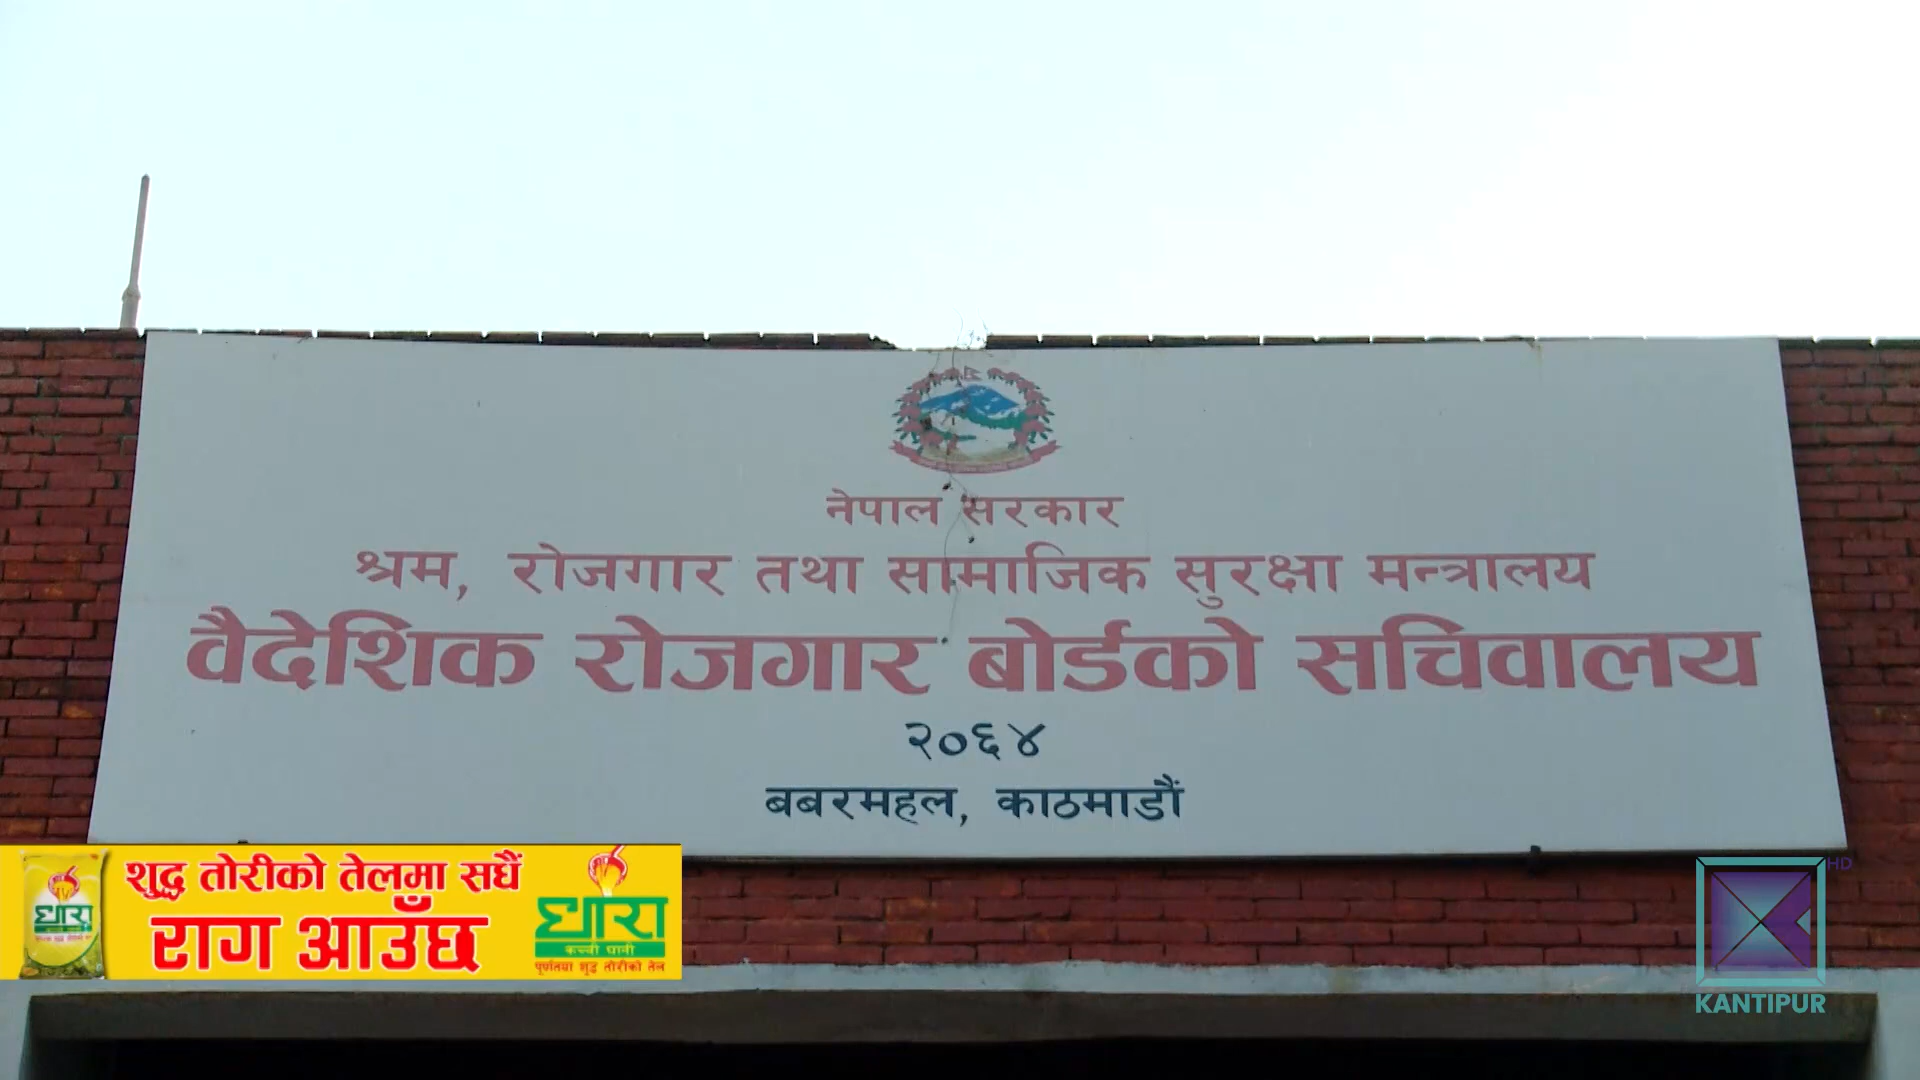 नेपाल सरकार
श्रम, रोजगार तथा सामाजिक सुरक्षा मन्त्रालय
वैदेशिक रोजगार बोर्डको सचिवालय
२०६४
बबरमहल, काठमाडौं
शुद्ध तोरीको तेलमा सधैं
राग आउँछ
धारा
धारा
कच्ची घानी
पूर्णतया शुद्ध तोरीको तेल
HD
KANTIPUR